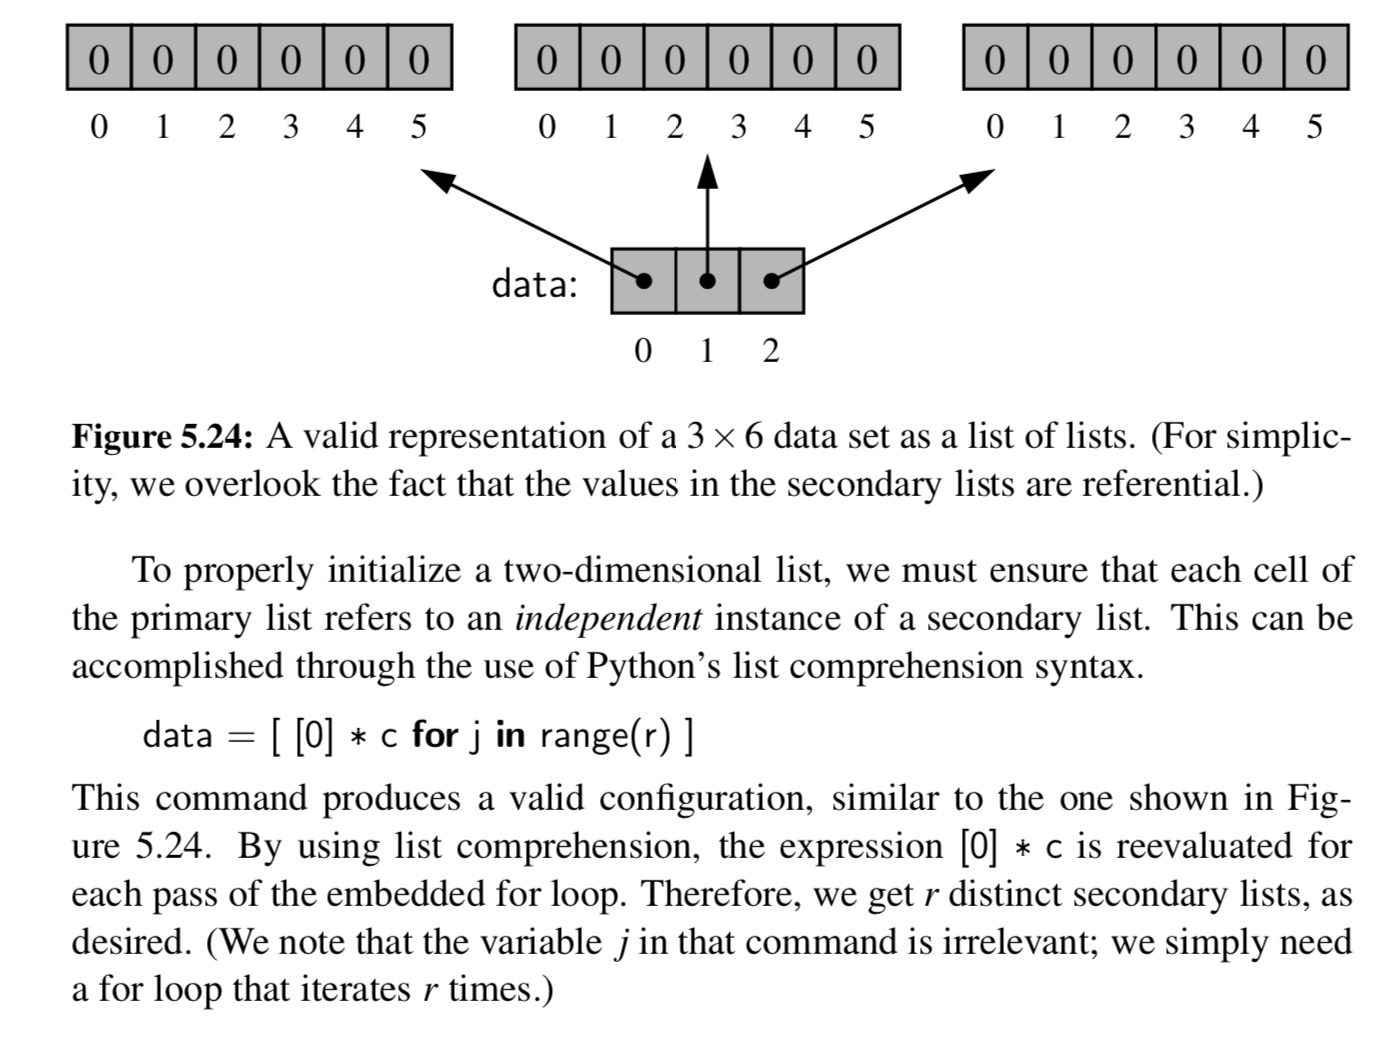 0 0 0 0 0 0 0 0 0 0 0 0 0 0 0 0 0 0
0 1 2 3 4 5 0 1 2 3 4 5 0 1 2 3 4 5
data:
0 1 2
Figure 5.24: A valid representation of a 3 × 6 data set as a list of lists. (For simplic-
ity, we overlook the fact that the values in the secondary lists are referential.)
To properly initialize a two-dimensional list, we must ensure that each cell of
the primary list refers to an independent instance of a secondary list. This can be
accomplished through the use of Python’s list comprehension syntax.
data = [ [0] * c for j in range(r) ]
This command produces a valid configuration, similar to the one shown in Fig-
ure 5.24. By using list comprehension, the expression [0] * c is reevaluated for
each pass of the embedded for loop. Therefore, we get r distinct secondary lists, as
desired. (We note that the variable j in that command is irrelevant; we simply need
a for loop that iterates r times.)